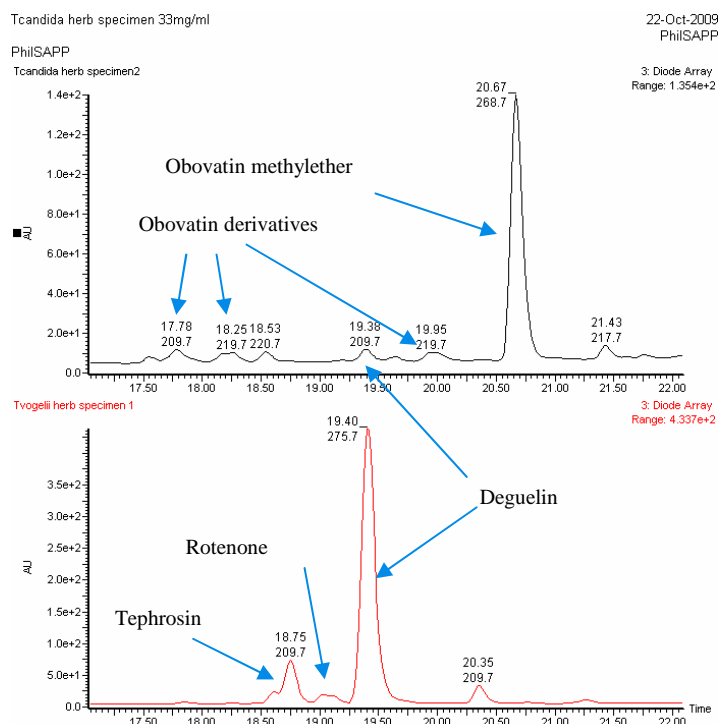 Tcandida herb specimen 33mg/ml
22-Oct-2009
PhilSAPP
PhilSAPP
Tcandida herb specimen2
3: Diode Array
Range: 1.354e+2
1.4e+2
1.2e+2
1.0e+2
8.0e+1
6.0e+1
4.0e+1
2.0e+1
0.0
AU
20.67
268.7
Obovatin methylether
Obovatin derivatives
17.78
209.7
18.25
219.7
18.53
220.7
19.38
209.7
19.95
219.7
21.43
217.7
17.50 18.00 18.50 19.00 19.50 20.00 20.50 21.00 21.50 22.00
Tvogelii herb specimen 1
3: Diode Array
Range: 4.337e+2
19.40
275.7
3.5e+2
3.0e+2
2.5e+2
2.0e+2
1.5e+2
1.0e+2
5.0e+1
0.0
AU
Deguelin
Rotenone
Tephrosin
18.75
209.7
20.35
209.7
Time
17.50 18.00 18.50 19.00 19.50 20.00 20.50 21.00 21.50 22.00